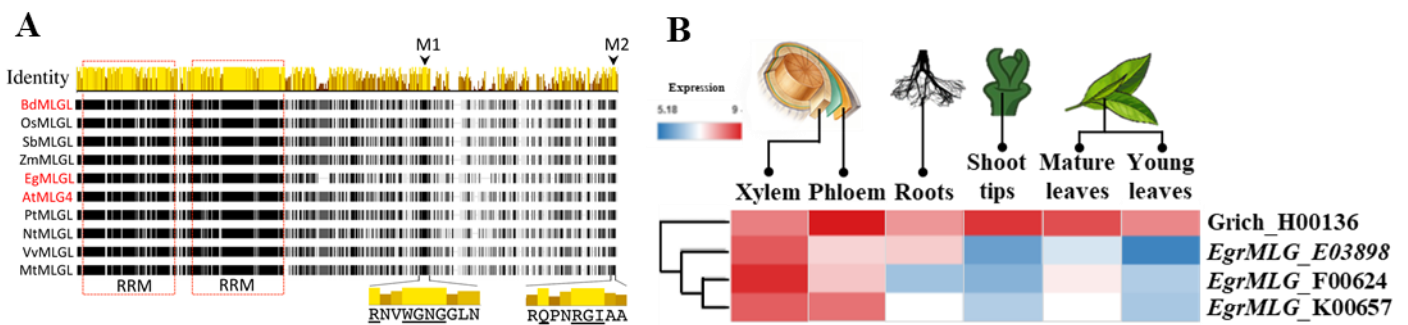 A
M1
M2
Identity
BdMLGL
OsMLGL
SbMLGL
ZmMLGL
EgMLGL
AtMLG4
PtMLGL
NtMLGL
VvMLGL
MtMLGL
RRM
RRM
RNVWGNGGLN
RQPNRGIAA
B
Expression
5.18
9
Xylem
Phloem
Roots
Shoot tips
Mature leaves
Young leaves
Grich_H00136
EgrMLG_E03898
EgrMLG_F00624
EgrMLG_K00657